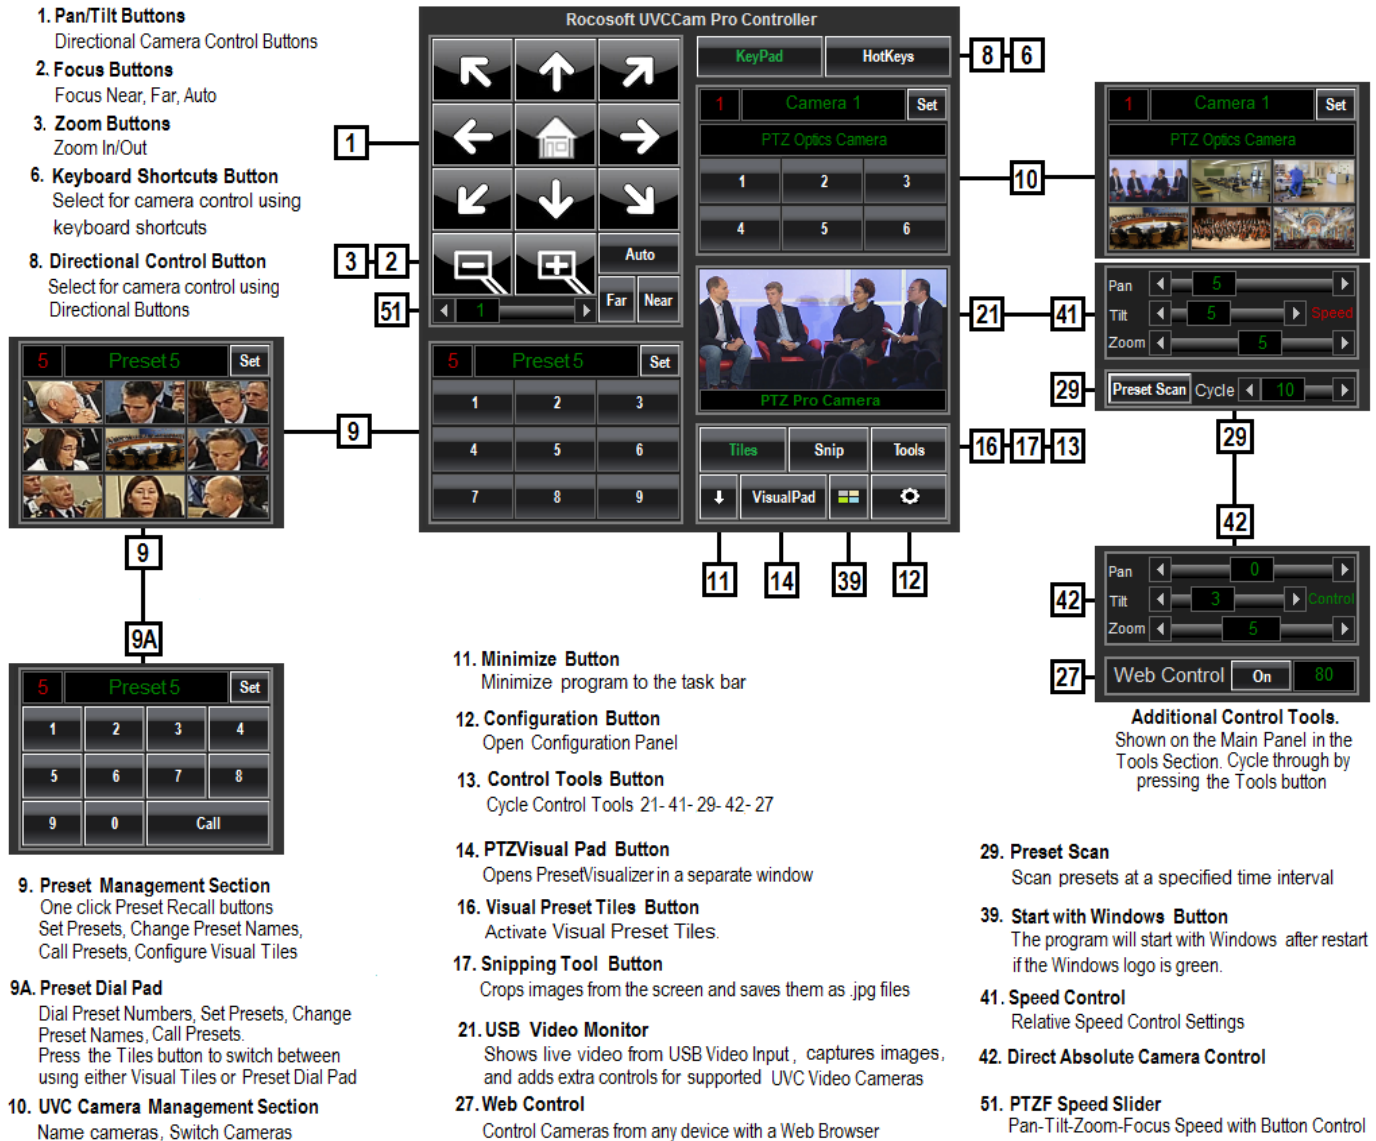 1. Pan/Tilt Buttons
Directional Camera Control Buttons
2. Focus Buttons
Focus Near, Far, Auto
3. Zoom Buttons
Zoom In/Out
6. Keyboard Shortcuts Button
Select for camera control using
keyboard shortcuts
8. Directional Control Button
Select for camera control using
Directional Buttons
Rocosoft UVCCam Pro Controller
KeyPad HotKeys
8 6
1 Camera 1 Set
PTZ Optics Camera
1 2 3
4 5 6
1
3 2
Auto
Far Near
51
1
10
1 Camera 1 Set
PTZ Optics Camera
21
41
Pan 5
Tilt 5 Speed
Zoom 5
29
Preset Scan Cycle 10
5 Preset 5 Set
9
5 Preset 5 Set
1 2 3
4 5 6
7 8 9
PTZ Pro Camera
Tiles Snip Tools
VisualPad
16 17 13
29
42
9
9A
11 14 39 12
42
Pan 0
Tilt 3 Control
Zoom 5
27
Web Control On 80
Additional Control Tools.
Shown on the Main Panel in the
Tools Section. Cycle through by
pressing the Tools button
5 Preset 5 Set
1 2 3 4
5 6 7 8
9 0 Call
9. Preset Management Section
One click Preset Recall buttons
Set Presets, Change Preset Names,
Call Presets, Configure Visual Tiles
9A. Preset Dial Pad
Dial Preset Numbers, Set Presets, Change
Preset Names, Call Presets.
Press the Tiles button to switch between
using either Visual Tiles or Preset Dial Pad
10. UVC Camera Management Section
Name cameras, Switch Cameras
11. Minimize Button
Minimize program to the task bar
12. Configuration Button
Open Configuration Panel
13. Control Tools Button
Cycle Control Tools 21- 41- 29- 42- 27
14. PTZVisual Pad Button
Opens PresetVisualizer in a separate window
16. Visual Preset Tiles Button
Activate Visual Preset Tiles.
17. Snipping Tool Button
Crops images from the screen and saves them as .jpg files
21. USB Video Monitor
Shows live video from USB Video Input, captures images,
and adds extra controls for supported UVC Video Cameras
27. Web Control
Control Cameras from any device with a Web Browser
29. Preset Scan
Scan presets at a specified time interval
39. Start with Windows Button
The program will start with Windows after restart
if the Windows logo is green.
41. Speed Control
Relative Speed Control Settings
42. Direct Absolute Camera Control
51. PTZF Speed Slider
Pan-Tilt-Zoom-Focus Speed with Button Control